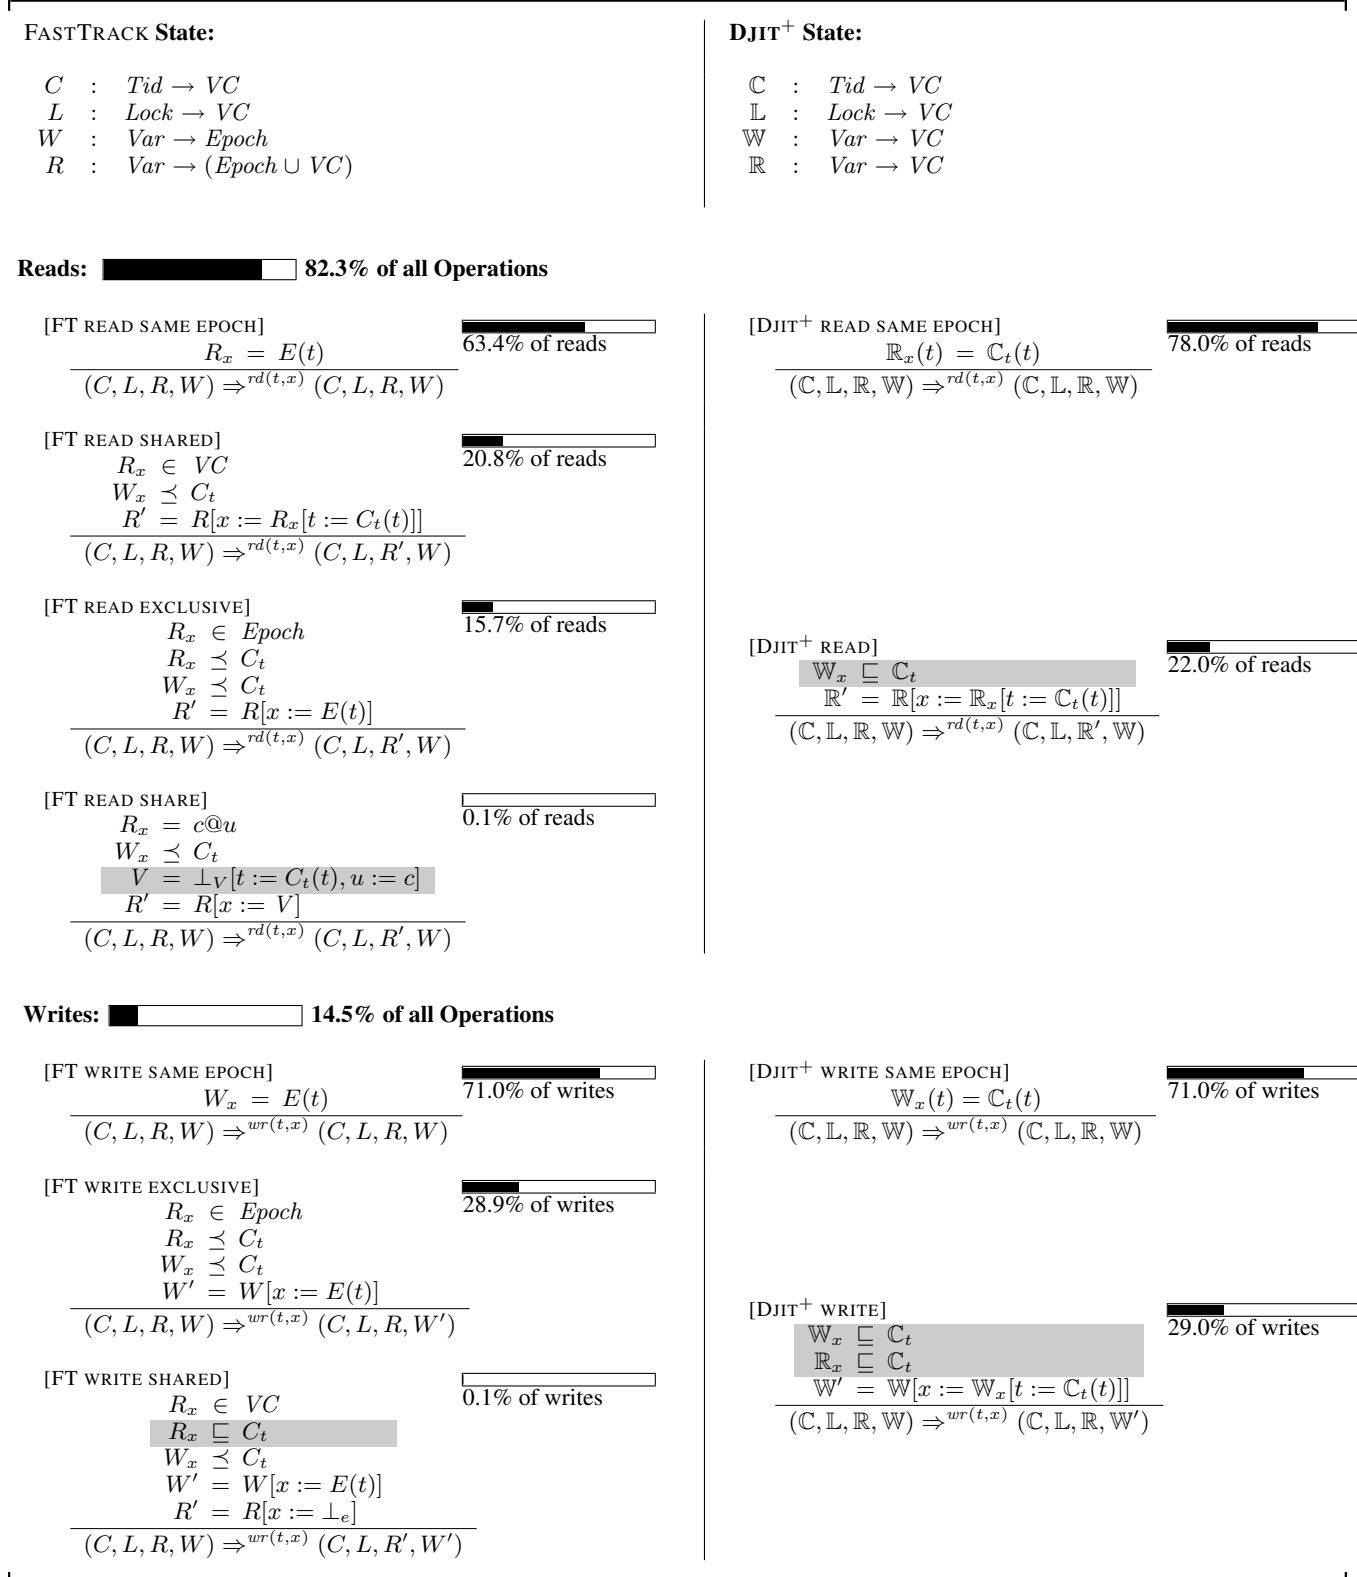 FASTTRACK State:
C : Tid → VC
L : Lock → VC
W : Var → Epoch
R : Var → (Epoch ∪ VC)
DJIT⁺ State:
ℂ : Tid → VC
𝕃 : Lock → VC
𝕎 : Var → VC
ℝ : Var → VC
Reads: 82.3% of all Operations
[FT READ SAME EPOCH]
63.4% of reads
R_x = E(t)
(C, L, R, W) ⇒^{rd(t,x)} (C, L, R, W)
[FT READ SHARED]
20.8% of reads
R_x ∈ VC
W_x ⪯ C_t
R′ = R[x := R_x[t := C_t(t)]]
(C, L, R, W) ⇒^{rd(t,x)} (C, L, R′, W)
[FT READ EXCLUSIVE]
15.7% of reads
R_x ∈ Epoch
R_x ⪯ C_t
W_x ⪯ C_t
R′ = R[x := E(t)]
(C, L, R, W) ⇒^{rd(t,x)} (C, L, R′, W)
[FT READ SHARE]
0.1% of reads
R_x = c@u
W_x ⪯ C_t
V = ⊥_V[t := C_t(t), u := c]
R′ = R[x := V]
(C, L, R, W) ⇒^{rd(t,x)} (C, L, R′, W)
[DJIT⁺ READ SAME EPOCH]
78.0% of reads
ℝ_x(t) = ℂ_t(t)
(ℂ, 𝕃, ℝ, 𝕎) ⇒^{rd(t,x)} (ℂ, 𝕃, ℝ, 𝕎)
[DJIT⁺ READ]
22.0% of reads
𝕎_x ⊑ ℂ_t
ℝ′ = ℝ[x := ℝ_x[t := ℂ_t(t)]]
(ℂ, 𝕃, ℝ, 𝕎) ⇒^{rd(t,x)} (ℂ, 𝕃, ℝ′, 𝕎)
Writes: 14.5% of all Operations
[FT WRITE SAME EPOCH]
71.0% of writes
W_x = E(t)
(C, L, R, W) ⇒^{wr(t,x)} (C, L, R, W)
[FT WRITE EXCLUSIVE]
28.9% of writes
R_x ∈ Epoch
R_x ⪯ C_t
W_x ⪯ C_t
W′ = W[x := E(t)]
(C, L, R, W) ⇒^{wr(t,x)} (C, L, R, W′)
[FT WRITE SHARED]
0.1% of writes
R_x ∈ VC
R_x ⊑ C_t
W_x ⪯ C_t
W′ = W[x := E(t)]
R′ = R[x := ⊥_e]
(C, L, R, W) ⇒^{wr(t,x)} (C, L, R′, W′)
[DJIT⁺ WRITE SAME EPOCH]
71.0% of writes
𝕎_x(t) = ℂ_t(t)
(ℂ, 𝕃, ℝ, 𝕎) ⇒^{wr(t,x)} (ℂ, 𝕃, ℝ, 𝕎)
[DJIT⁺ WRITE]
29.0% of writes
𝕎_x ⊑ ℂ_t
ℝ_x ⊑ ℂ_t
𝕎′ = 𝕎[x := 𝕎_x[t := ℂ_t(t)]]
(ℂ, 𝕃, ℝ, 𝕎) ⇒^{wr(t,x)} (ℂ, 𝕃, ℝ, 𝕎′)